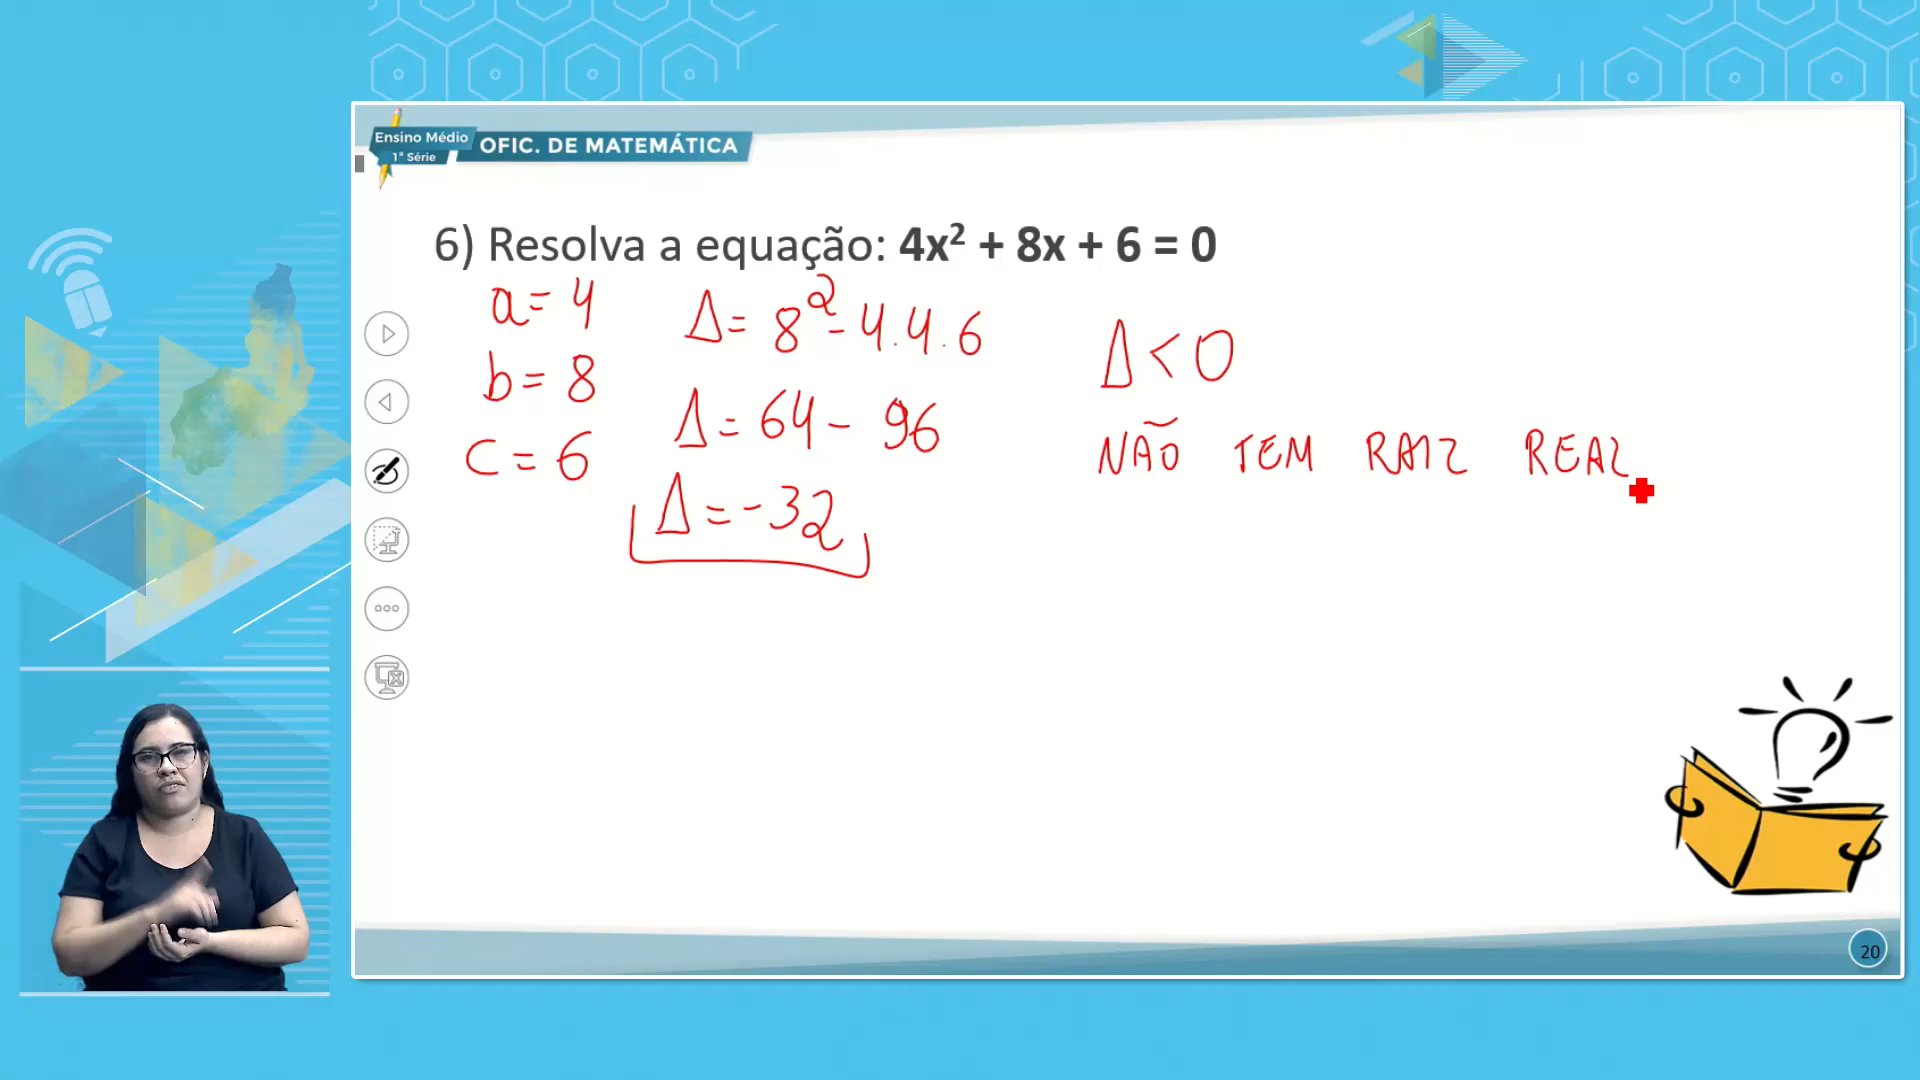 Ensino Médio
1ª Série
OFIC. DE MATEMÁTICA
6) Resolva a equação: 4x² + 8x + 6 = 0
a = 4
b = 8
c = 6
Δ = 8² - 4.4.6
Δ = 64 - 96
Δ = -32
Δ < 0
NÃO TEM RAIZ REAL
20